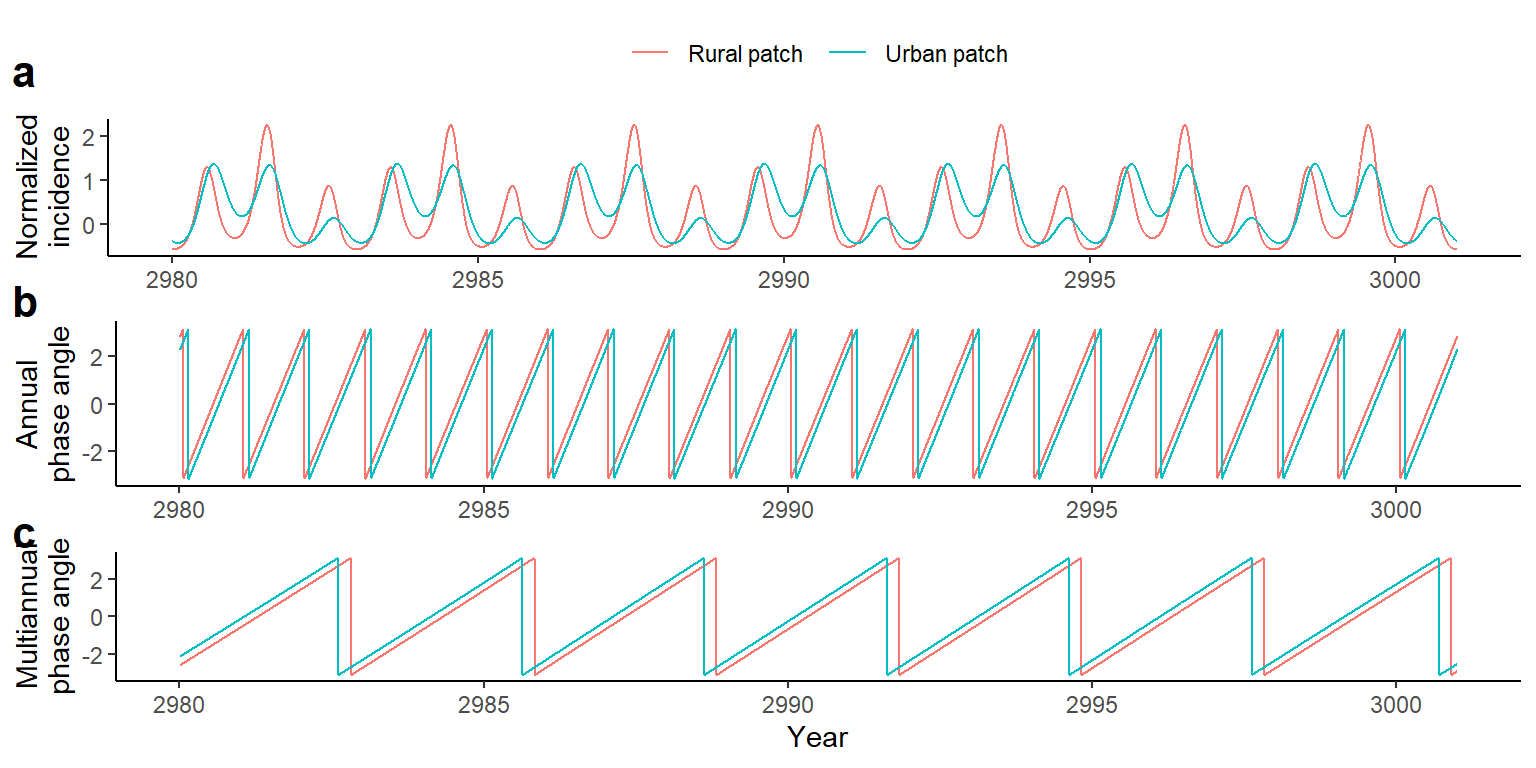 Rural patch Urban patch
a
Normalized
incidence
2
1
0
2980 2985 2990 2995 3000
b
Annual
phase angle
2
0
-2
2980 2985 2990 2995 3000
c
Multiannual
phase angle
2
0
-2
2980 2985 2990 2995 3000
Year